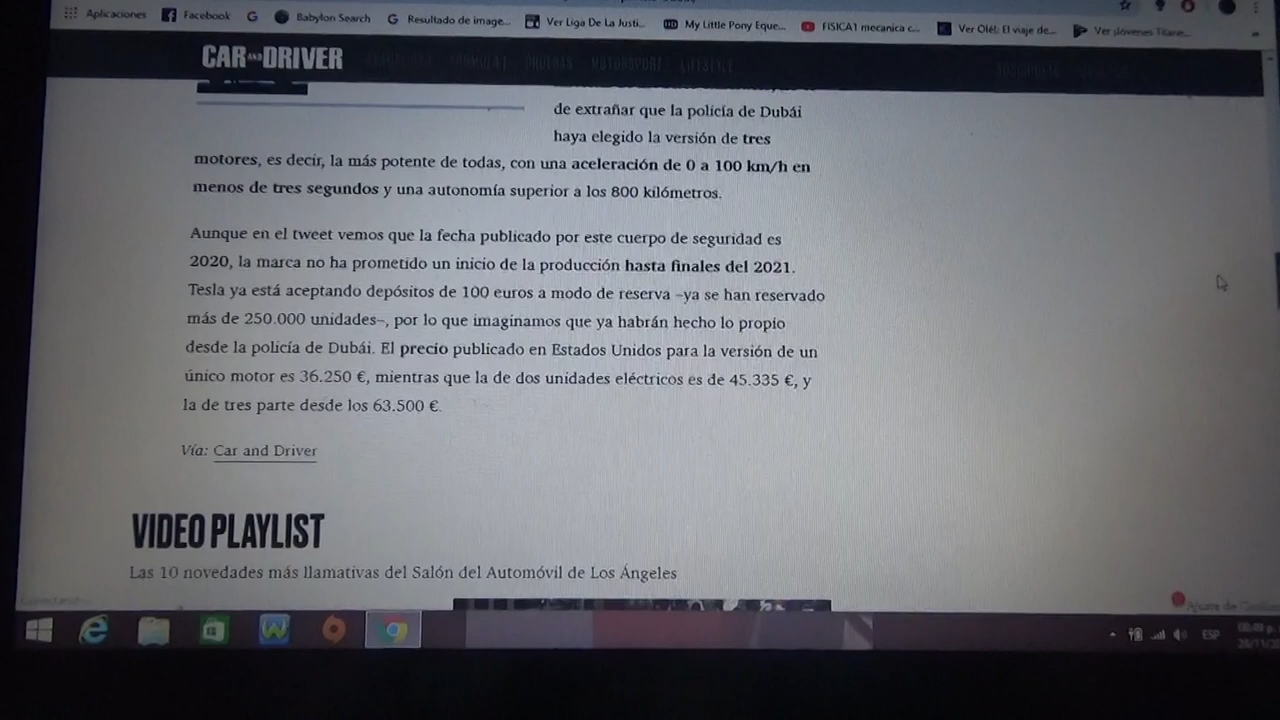 Aplicaciones Facebook Babylon Search Resultado de image... Ver Liga De La Justi... My Little Pony Eque... FISICA1 mecanica c... Ver Olé!: El viaje de... Ver Jóvenes Titane...
CAR AND DRIVER FORMULA 1 PRUEBAS MOTORSPORT LIFESTYLE
de extrañar que la policía de Dubái
haya elegido la versión de tres
motores, es decir, la más potente de todas, con una aceleración de 0 a 100 km/h en
menos de tres segundos y una autonomía superior a los 800 kilómetros.
Aunque en el tweet vemos que la fecha publicado por este cuerpo de seguridad es
2020, la marca no ha prometido un inicio de la producción hasta finales del 2021.
Tesla ya está aceptando depósitos de 100 euros a modo de reserva –ya se han reservado
más de 250.000 unidades–, por lo que imaginamos que ya habrán hecho lo propio
desde la policía de Dubái. El precio publicado en Estados Unidos para la versión de un
único motor es 36.250 €, mientras que la de dos unidades eléctricos es de 45.335 €, y
la de tres parte desde los 63.500 €.
Vía: Car and Driver
VIDEO PLAYLIST
Las 10 novedades más llamativas del Salón del Automóvil de Los Ángeles
ESP